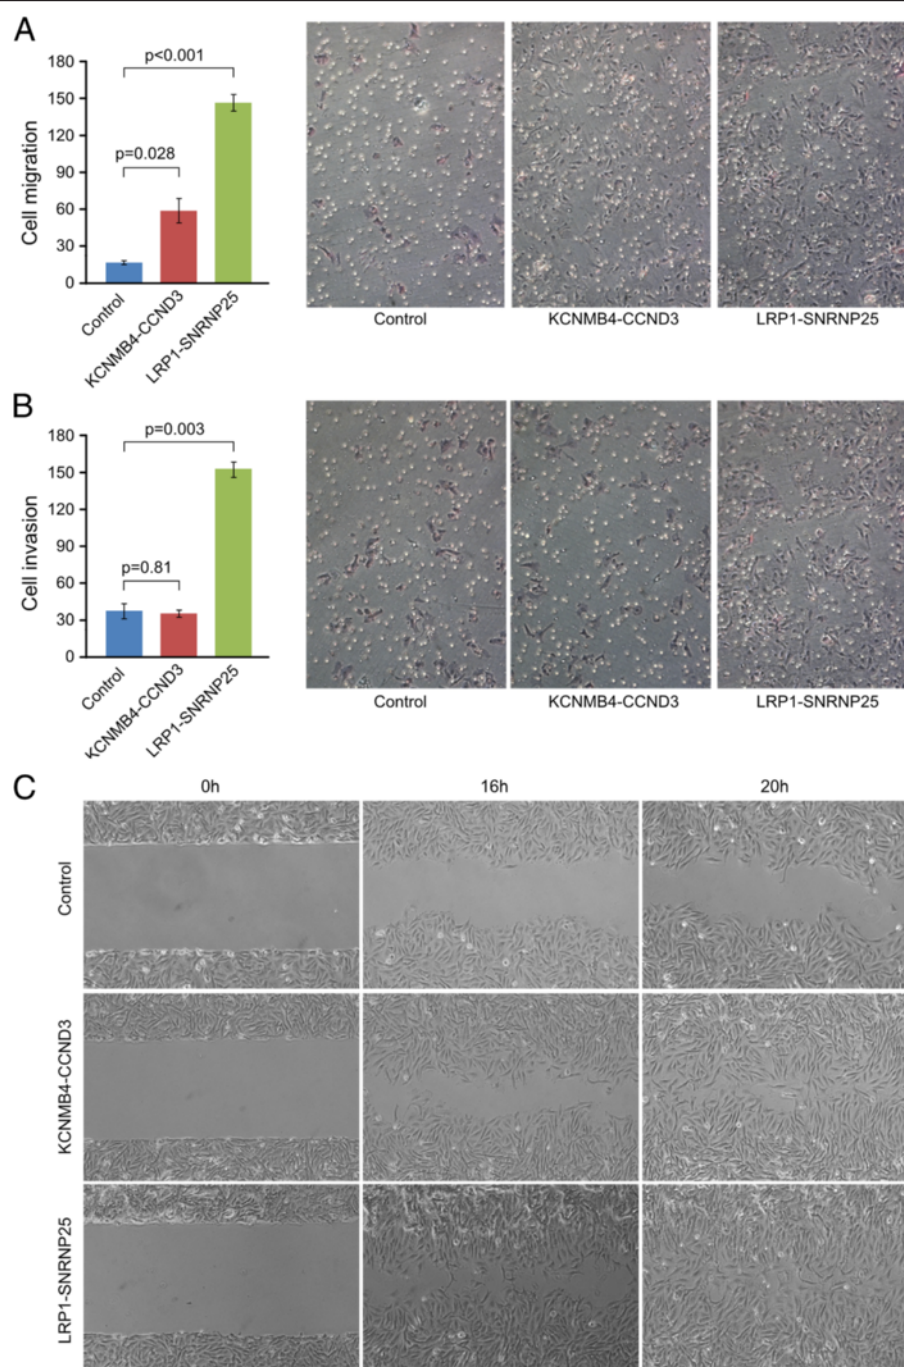 A
180
150
120
90
60
30
0
Cell migration
p<0.001
p=0.028
Control
KCNMB4-CCND3
LRP1-SNRNP25
Control
KCNMB4-CCND3
LRP1-SNRNP25
B
180
150
120
90
60
30
0
Cell invasion
p=0.003
p=0.81
Control
KCNMB4-CCND3
LRP1-SNRNP25
Control
KCNMB4-CCND3
LRP1-SNRNP25
C
0h
16h
20h
Control
KCNMB4-CCND3
LRP1-SNRNP25